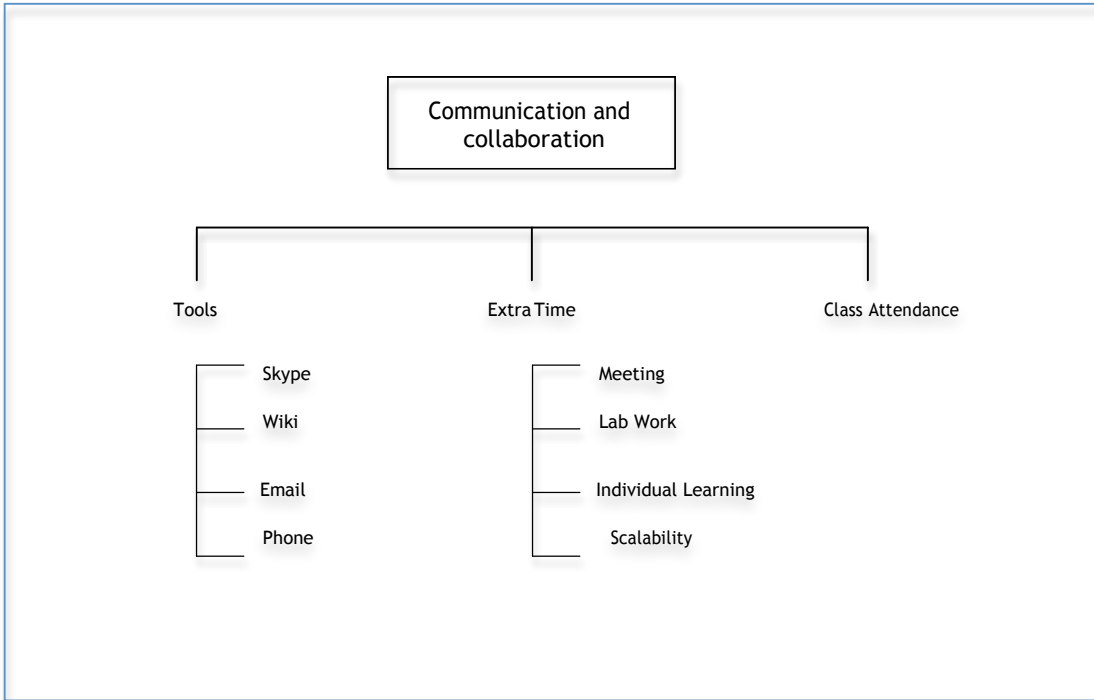 Communication and
collaboration
Tools
Extra Time
Class Attendance
Skype
Wiki
Email
Phone
Meeting
Lab Work
Individual Learning
Scalability